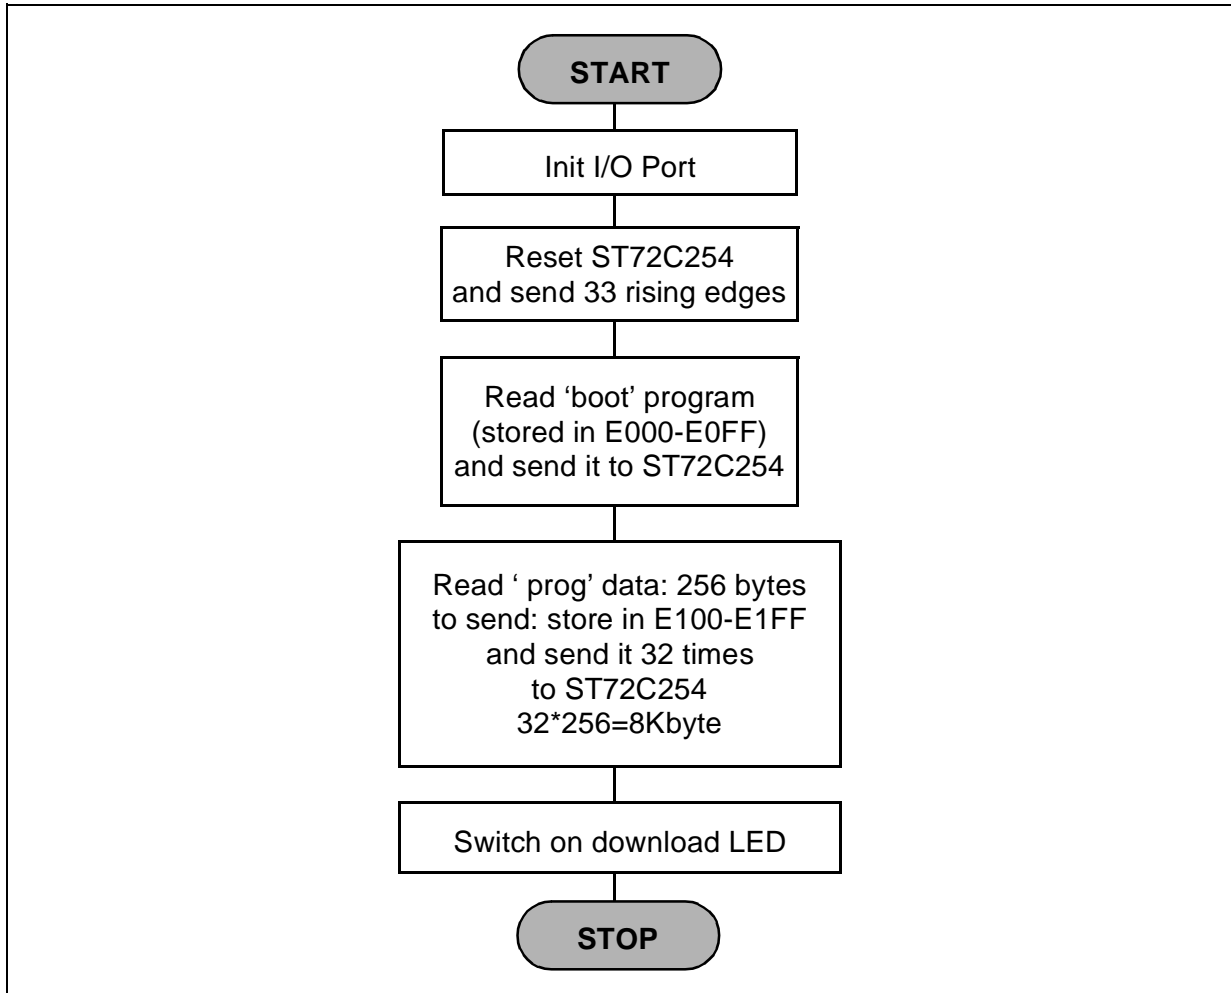 START
Init I/O Port
Reset ST72C254
and send 33 rising edges
Read ‘boot’ program
(stored in E000-E0FF)
and send it to ST72C254
Read ‘ prog’ data: 256 bytes
to send: store in E100-E1FF
and send it 32 times
to ST72C254
32*256=8Kbyte
Switch on download LED
STOP